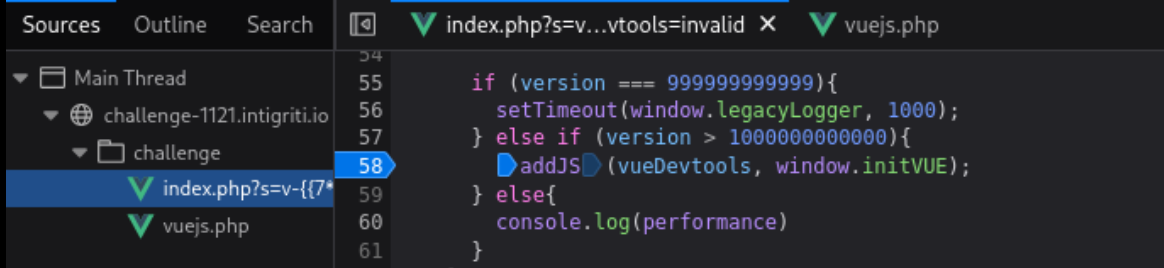 Sources Outline Search
index.php?s=v...vtools=invalid × vuejs.php
Main Thread
challenge-1121.intigriti.io
challenge
index.php?s=v-{{7*
vuejs.php
54
55 if (version === 999999999999){
56 setTimeout(window.legacyLogger, 1000);
57 } else if (version > 1000000000000){
58 addJS (vueDevtools, window.initVUE);
59 } else{
60 console.log(performance)
61 }